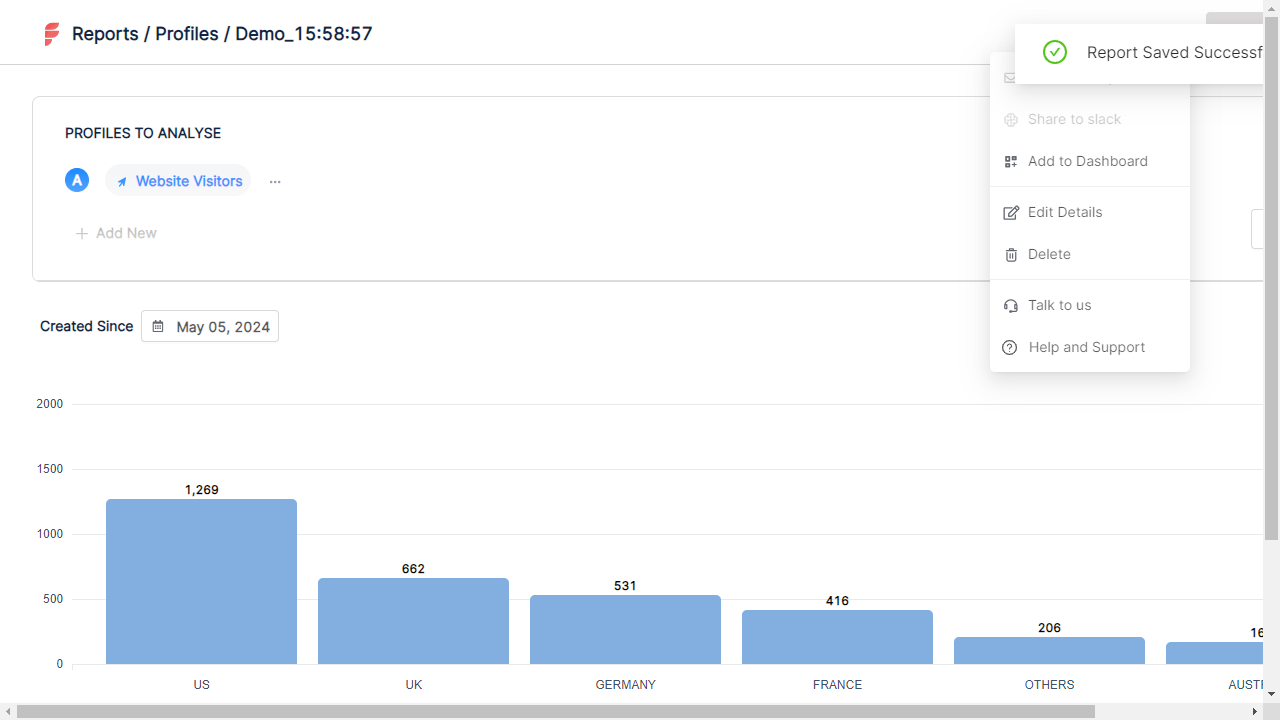 Reports / Profiles / Demo_15:58:57
Report Saved Successf
Share to slack
Add to Dashboard
Edit Details
Delete
Talk to us
Help and Support
PROFILES TO ANALYSE
A Website Visitors ...
+ Add New
Created Since May 05, 2024
2000
1500
1000
500
0
1,269
662
531
416
206
16
US
UK
GERMANY
FRANCE
OTHERS
AUST